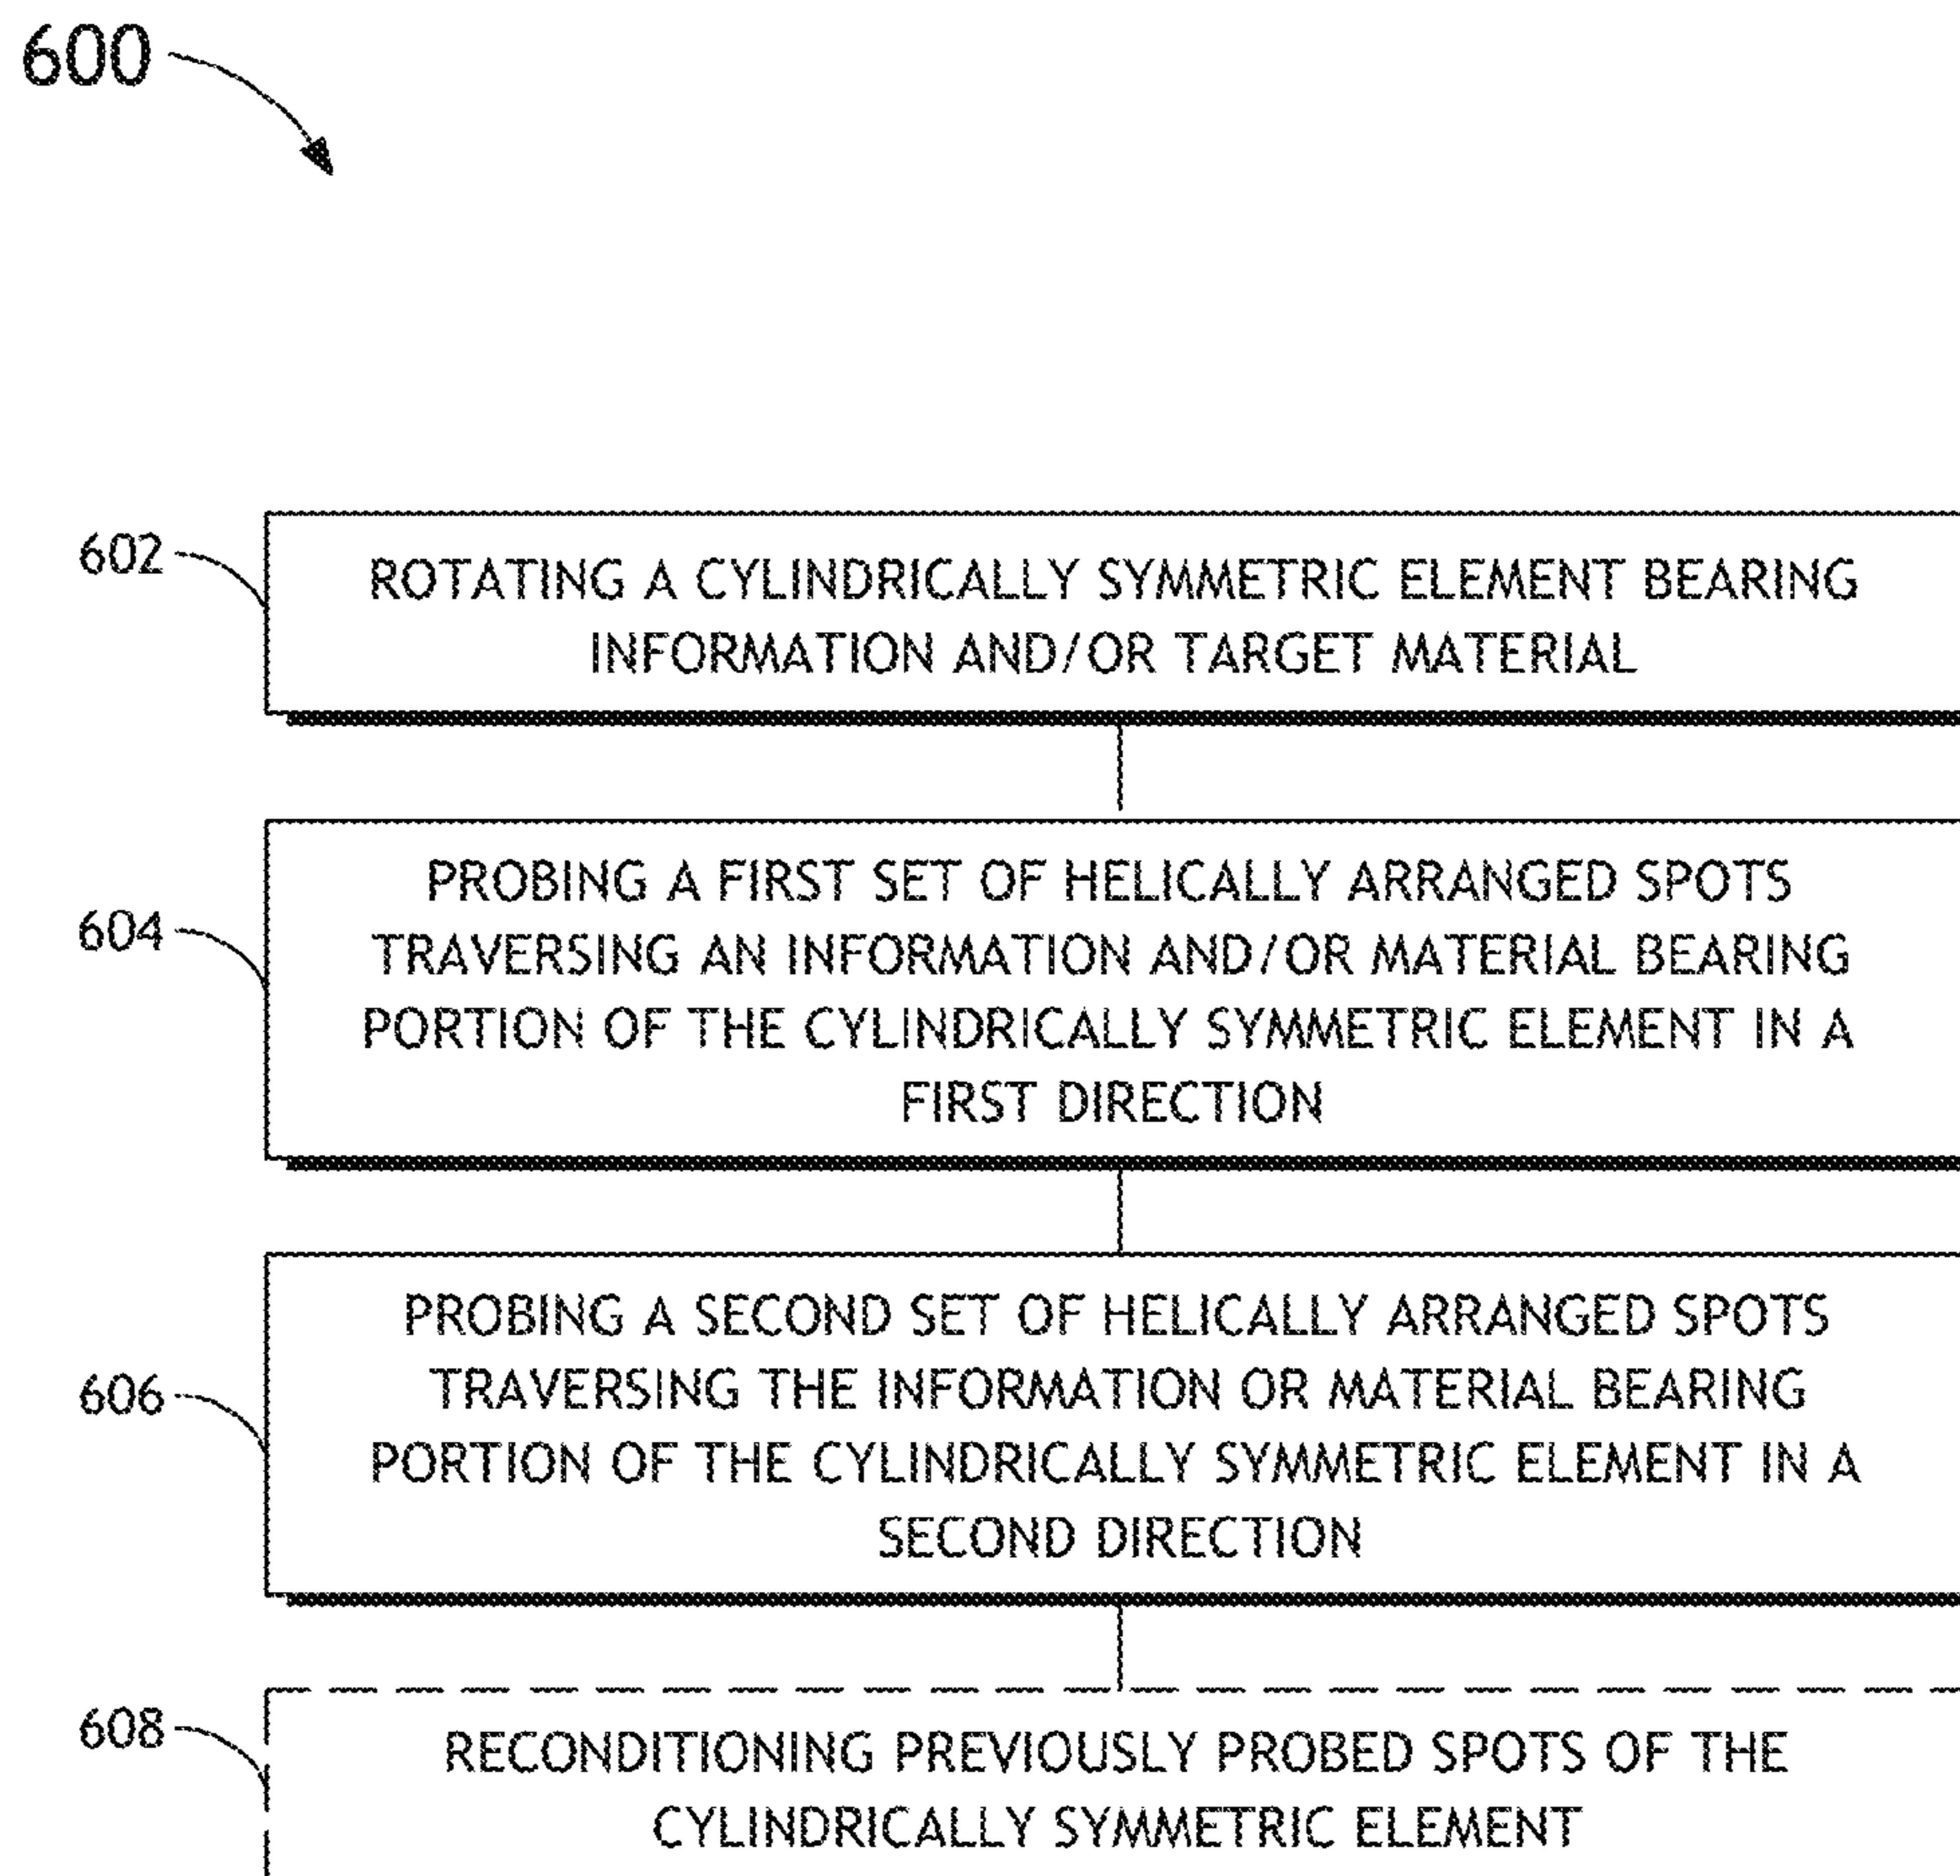 600
602
ROTATING A CYLINDRICALLY SYMMETRIC ELEMENT BEARING
INFORMATION AND/OR TARGET MATERIAL
604
PROBING A FIRST SET OF HELICALLY ARRANGED SPOTS
TRAVERSING AN INFORMATION AND/OR MATERIAL BEARING
PORTION OF THE CYLINDRICALLY SYMMETRIC ELEMENT IN A
FIRST DIRECTION
606
PROBING A SECOND SET OF HELICALLY ARRANGED SPOTS
TRAVERSING THE INFORMATION OR MATERIAL BEARING
PORTION OF THE CYLINDRICALLY SYMMETRIC ELEMENT IN A
SECOND DIRECTION
608
RECONDITIONING PREVIOUSLY PROBED SPOTS OF THE
CYLINDRICALLY SYMMETRIC ELEMENT